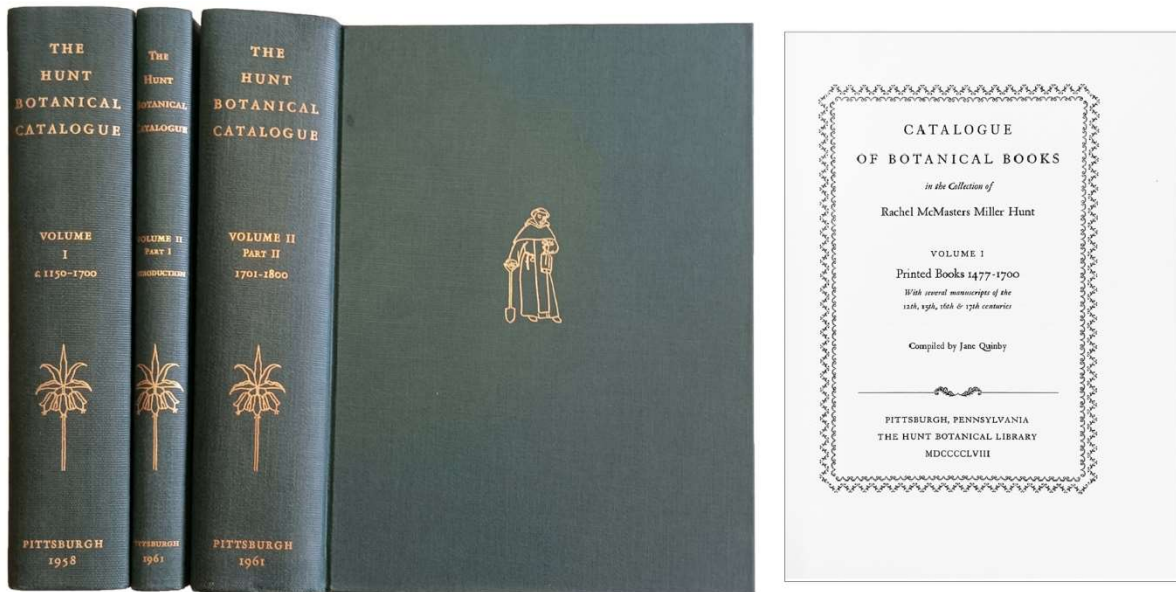 THE
HUNT
BOTANICAL
CATALOGUE
VOLUME
I
c 1150-1700
PITTSBURGH
1958
THE
HUNT
BOTANICAL
CATALOGUE
VOLUME II
PART I
INTRODUCTION
PITTSBURGH
1961
THE
HUNT
BOTANICAL
CATALOGUE
VOLUME II
PART II
1701-1800
PITTSBURGH
1961
CATALOGUE
OF BOTANICAL BOOKS
in the Collection of
Rachel McMasters Miller Hunt
VOLUME I
Printed Books 1477-1700
With several manuscripts of the
12th, 15th, 16th & 17th centuries
Compiled by Jane Quinby
PITTSBURGH, PENNSYLVANIA
THE HUNT BOTANICAL LIBRARY
MDCCCCLVIII